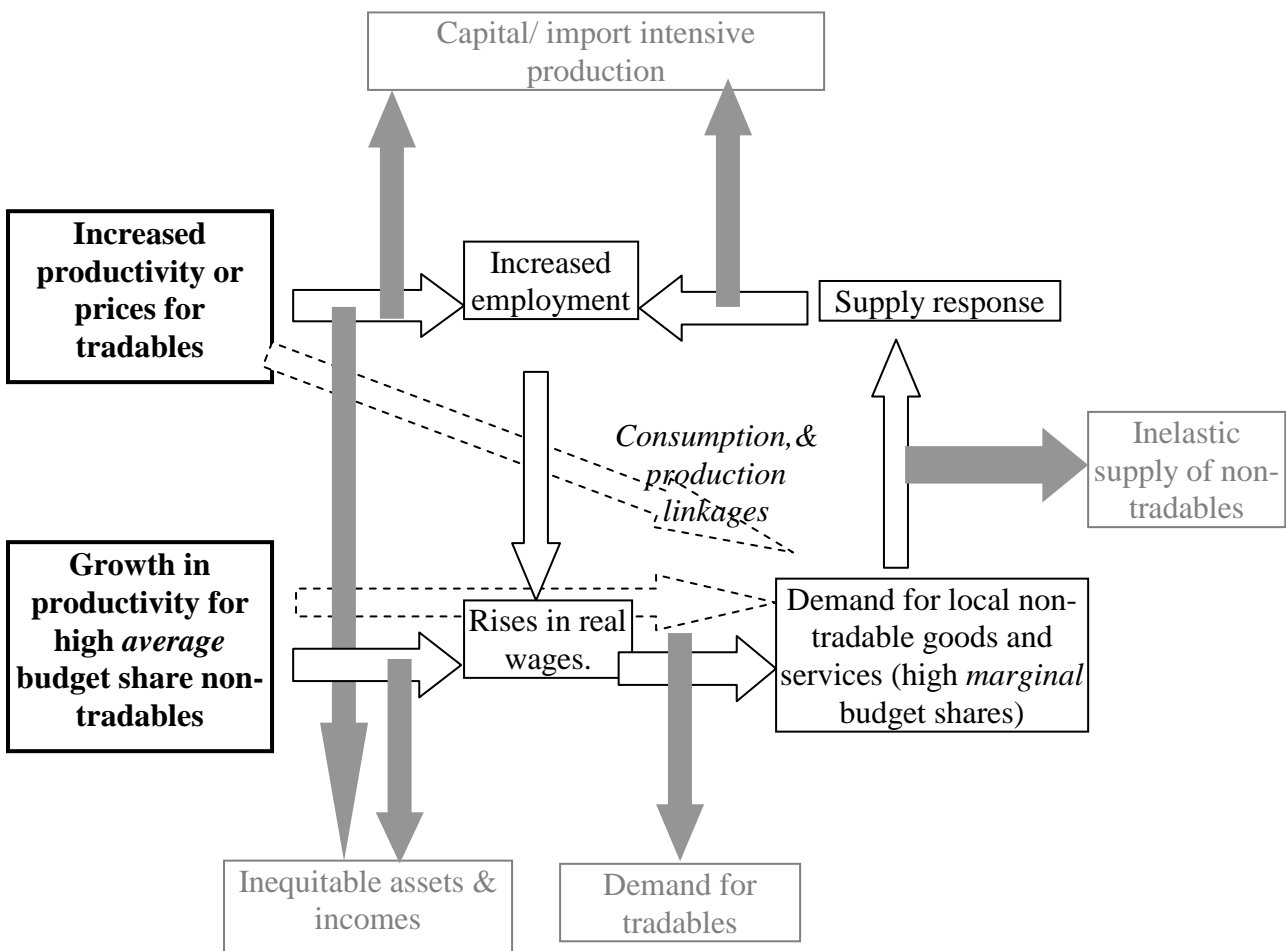 Capital/ import intensive
production
Increased
productivity or
prices for
tradables
Increased
employment
Supply response
Consumption,&
production
linkages
Inelastic
supply of non-
tradables
Growth in
productivity for
high average
budget share non-
tradables
Rises in real
wages.
Demand for local non-
tradable goods and
services (high marginal
budget shares)
Inequitable assets &
incomes
Demand for
tradables